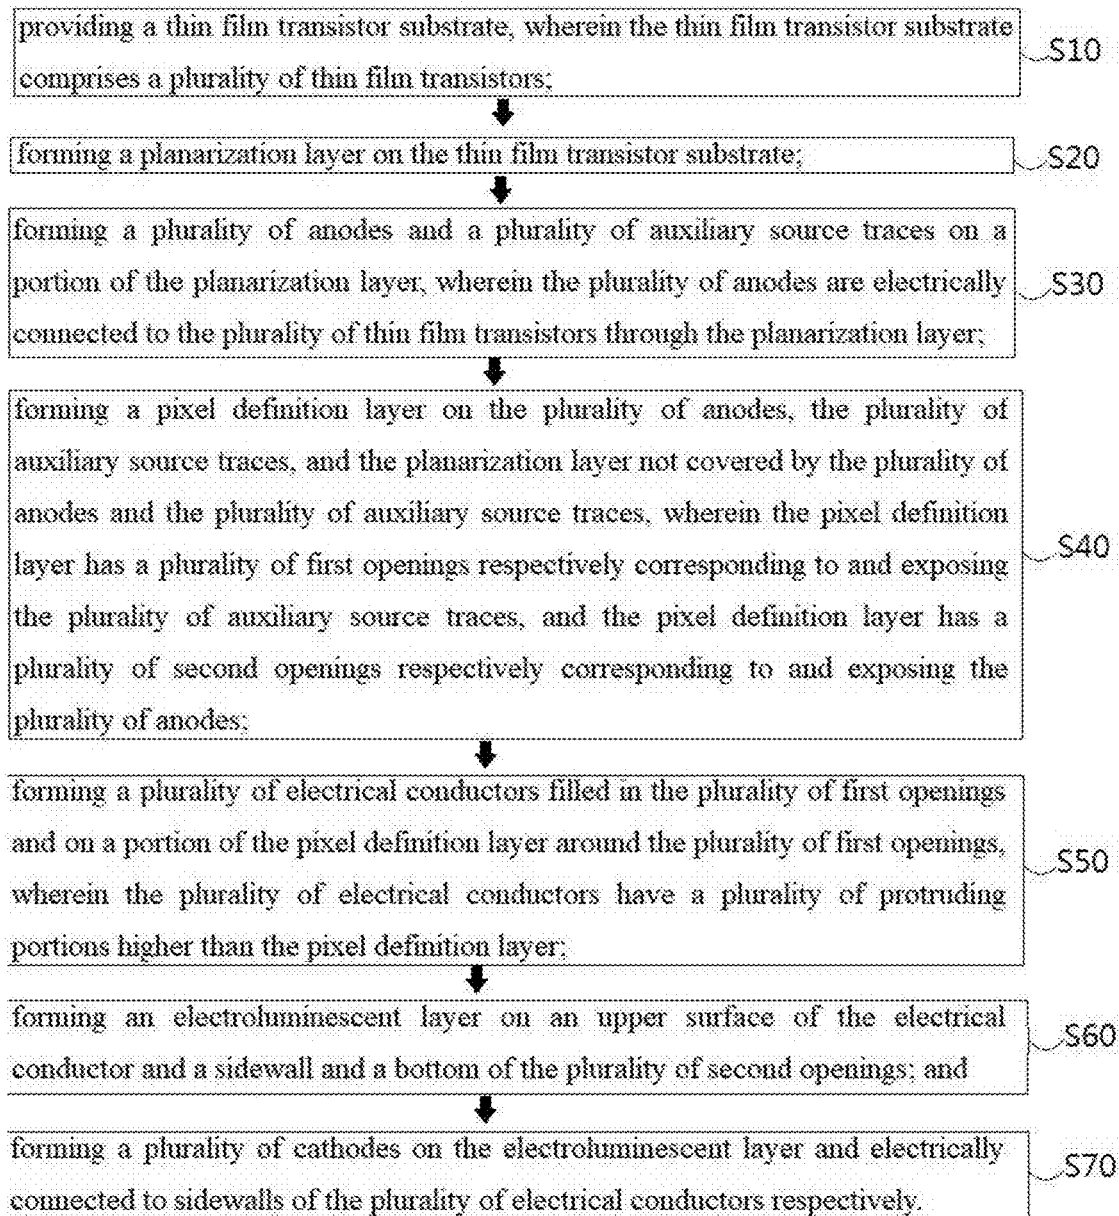 providing a thin film transistor substrate, wherein the thin film transistor substrate
comprises a plurality of thin film transistors;
S10
forming a planarization layer on the thin film transistor substrate;
S20
forming a plurality of anodes and a plurality of auxiliary source traces on a
portion of the planarization layer, wherein the plurality of anodes are electrically
connected to the plurality of thin film transistors through the planarization layer;
S30
forming a pixel definition layer on the plurality of anodes, the plurality of
auxiliary source traces, and the planarization layer not covered by the plurality of
anodes and the plurality of auxiliary source traces, wherein the pixel definition
layer has a plurality of first openings respectively corresponding to and exposing
the plurality of auxiliary source traces, and the pixel definition layer has a
plurality of second openings respectively corresponding to and exposing the
plurality of anodes;
S40
forming a plurality of electrical conductors filled in the plurality of first openings
and on a portion of the pixel definition layer around the plurality of first openings,
wherein the plurality of electrical conductors have a plurality of protruding
portions higher than the pixel definition layer;
S50
forming an electroluminescent layer on an upper surface of the electrical
conductor and a sidewall and a bottom of the plurality of second openings; and
S60
forming a plurality of cathodes on the electroluminescent layer and electrically
connected to sidewalls of the plurality of electrical conductors respectively.
S70